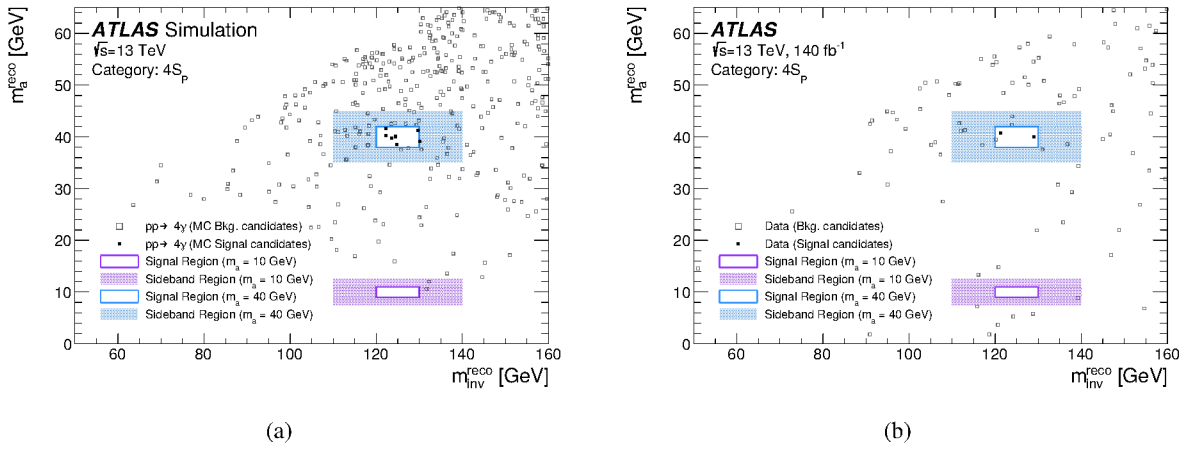 ATLAS Simulation
√s=13 TeV
Category: 4S_P
m_a^reco [GeV]
60
50
40
30
20
10
0
pp→ 4γ (MC Bkg. candidates)
pp→ 4γ (MC Signal candidates)
Signal Region (m_a = 10 GeV)
Sideband Region (m_a = 10 GeV)
Signal Region (m_a = 40 GeV)
Sideband Region (m_a = 40 GeV)
60 80 100 120 140 160
m_inv^reco [GeV]
(a)
ATLAS
√s=13 TeV, 140 fb⁻¹
Category: 4S_P
m_a^reco [GeV]
60
50
40
30
20
10
0
Data (Bkg. candidates)
Data (Signal candidates)
Signal Region (m_a = 10 GeV)
Sideband Region (m_a = 10 GeV)
Signal Region (m_a = 40 GeV)
Sideband Region (m_a = 40 GeV)
60 80 100 120 140 160
m_inv^reco [GeV]
(b)